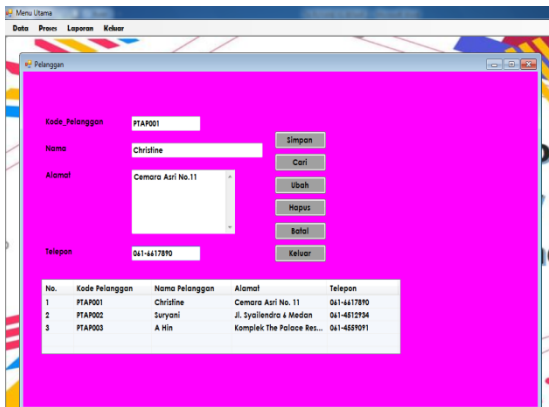 Menu Utama
Data Proses Laporan Keluar
Pelanggan
Kode_Pelanggan PTAP001
Nama Christine
Alamat Cemara Asri No.11
Telepon 061-6617890
Simpan
Cari
Ubah
Hapus
Batal
Keluar
No. Kode Pelanggan Nama Pelanggan Alamat Telepon
1 PTAP001 Christine Cemara Asri No. 11 061-6617890
2 PTAP002 Suryani Jl. Syailendra 6 Medan 061-4512934
3 PTAP003 A Hin Komplek The Palace Res... 061-4559091